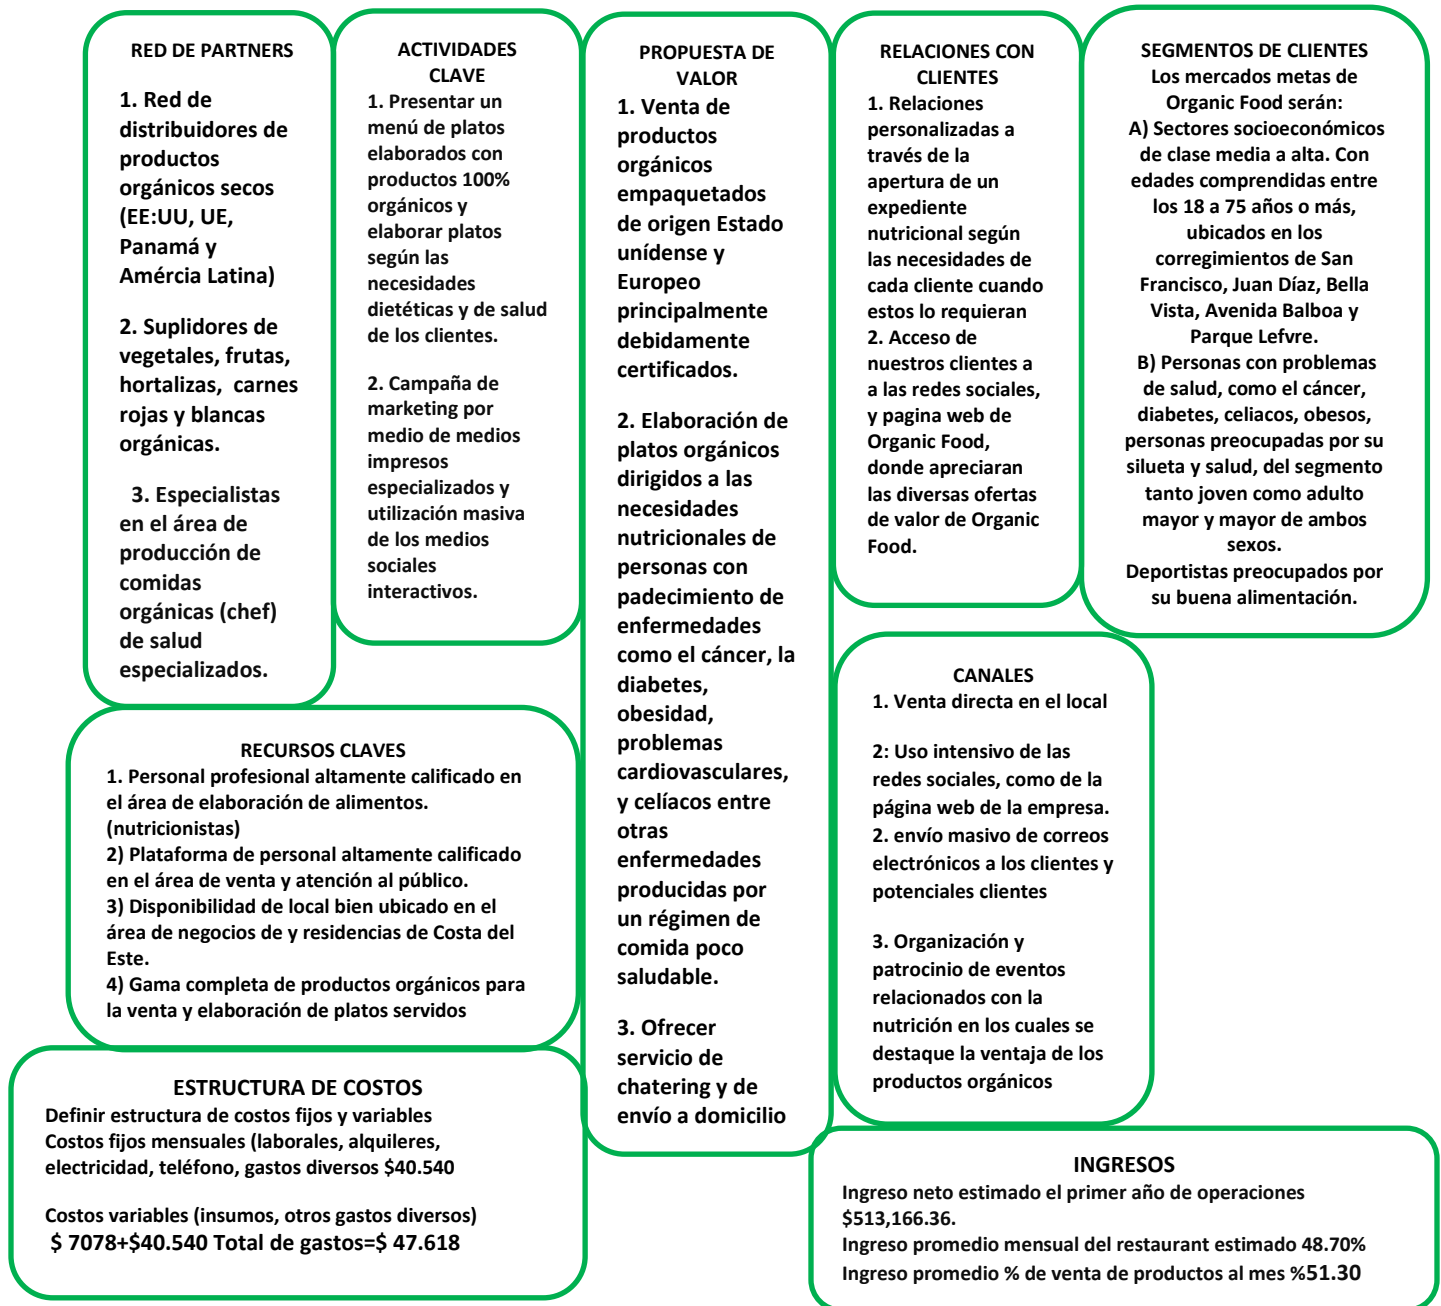 RED DE PARTNERS
1. Red de
distribuidores de
productos
orgánicos secos
(EE:UU, UE,
Panamá y
Amércia Latina)
2. Suplidores de
vegetales, frutas,
hortalizas, carnes
rojas y blancas
orgánicas.
3. Especialistas
en el área de
producción de
comidas
orgánicas (chef)
de salud
especializados.
ACTIVIDADES
CLAVE
1. Presentar un
menú de platos
elaborados con
productos 100%
orgánicos y
elaborar platos
según las
necesidades
dietéticas y de salud
de los clientes.
2. Campaña de
marketing por
medio de medios
impresos
especializados y
utilización masiva
de los medios
sociales
interactivos.
PROPUESTA DE
VALOR
1. Venta de
productos
orgánicos
empaquetados
de origen Estado
unídense y
Europeo
principalmente
debidamente
certificados.
2. Elaboración de
platos orgánicos
dirigidos a las
necesidades
nutricionales de
personas con
padecimiento de
enfermedades
como el cáncer, la
diabetes,
obesidad,
problemas
cardiovasculares,
y celíacos entre
otras
enfermedades
producidas por
un régimen de
comida poco
saludable.
3. Ofrecer
servicio de
chatering y de
envío a domicilio
RELACIONES CON
CLIENTES
1. Relaciones
personalizadas a
través de la
apertura de un
expediente
nutricional según
las necesidades de
cada cliente cuando
estos lo requieran
2. Acceso de
nuestros clientes a
a las redes sociales,
y pagina web de
Organic Food,
donde apreciaran
las diversas ofertas
de valor de Organic
Food.
SEGMENTOS DE CLIENTES
Los mercados metas de
Organic Food serán:
A) Sectores socioeconómicos
de clase media a alta. Con
edades comprendidas entre
los 18 a 75 años o más,
ubicados en los
corregimientos de San
Francisco, Juan Díaz, Bella
Vista, Avenida Balboa y
Parque Lefvre.
B) Personas con problemas
de salud, como el cáncer,
diabetes, celiacos, obesos,
personas preocupadas por su
silueta y salud, del segmento
tanto joven como adulto
mayor y mayor de ambos
sexos.
Deportistas preocupados por
su buena alimentación.
CANALES
1. Venta directa en el local
2: Uso intensivo de las
redes sociales, como de la
página web de la empresa.
2. envío masivo de correos
electrónicos a los clientes y
potenciales clientes
3. Organización y
patrocinio de eventos
relacionados con la
nutrición en los cuales se
destaque la ventaja de los
productos orgánicos
RECURSOS CLAVES
1. Personal profesional altamente calificado en
el área de elaboración de alimentos.
(nutricionistas)
2) Plataforma de personal altamente calificado
en el área de venta y atención al público.
3) Disponibilidad de local bien ubicado en el
área de negocios de y residencias de Costa del
Este.
4) Gama completa de productos orgánicos para
la venta y elaboración de platos servidos
ESTRUCTURA DE COSTOS
Definir estructura de costos fijos y variables
Costos fijos mensuales (laborales, alquileres,
electricidad, teléfono, gastos diversos $40.540
Costos variables (insumos, otros gastos diversos)
$ 7078+$40.540 Total de gastos=$ 47.618
INGRESOS
Ingreso neto estimado el primer año de operaciones
$513,166.36.
Ingreso promedio mensual del restaurant estimado 48.70%
Ingreso promedio % de venta de productos al mes %51.30